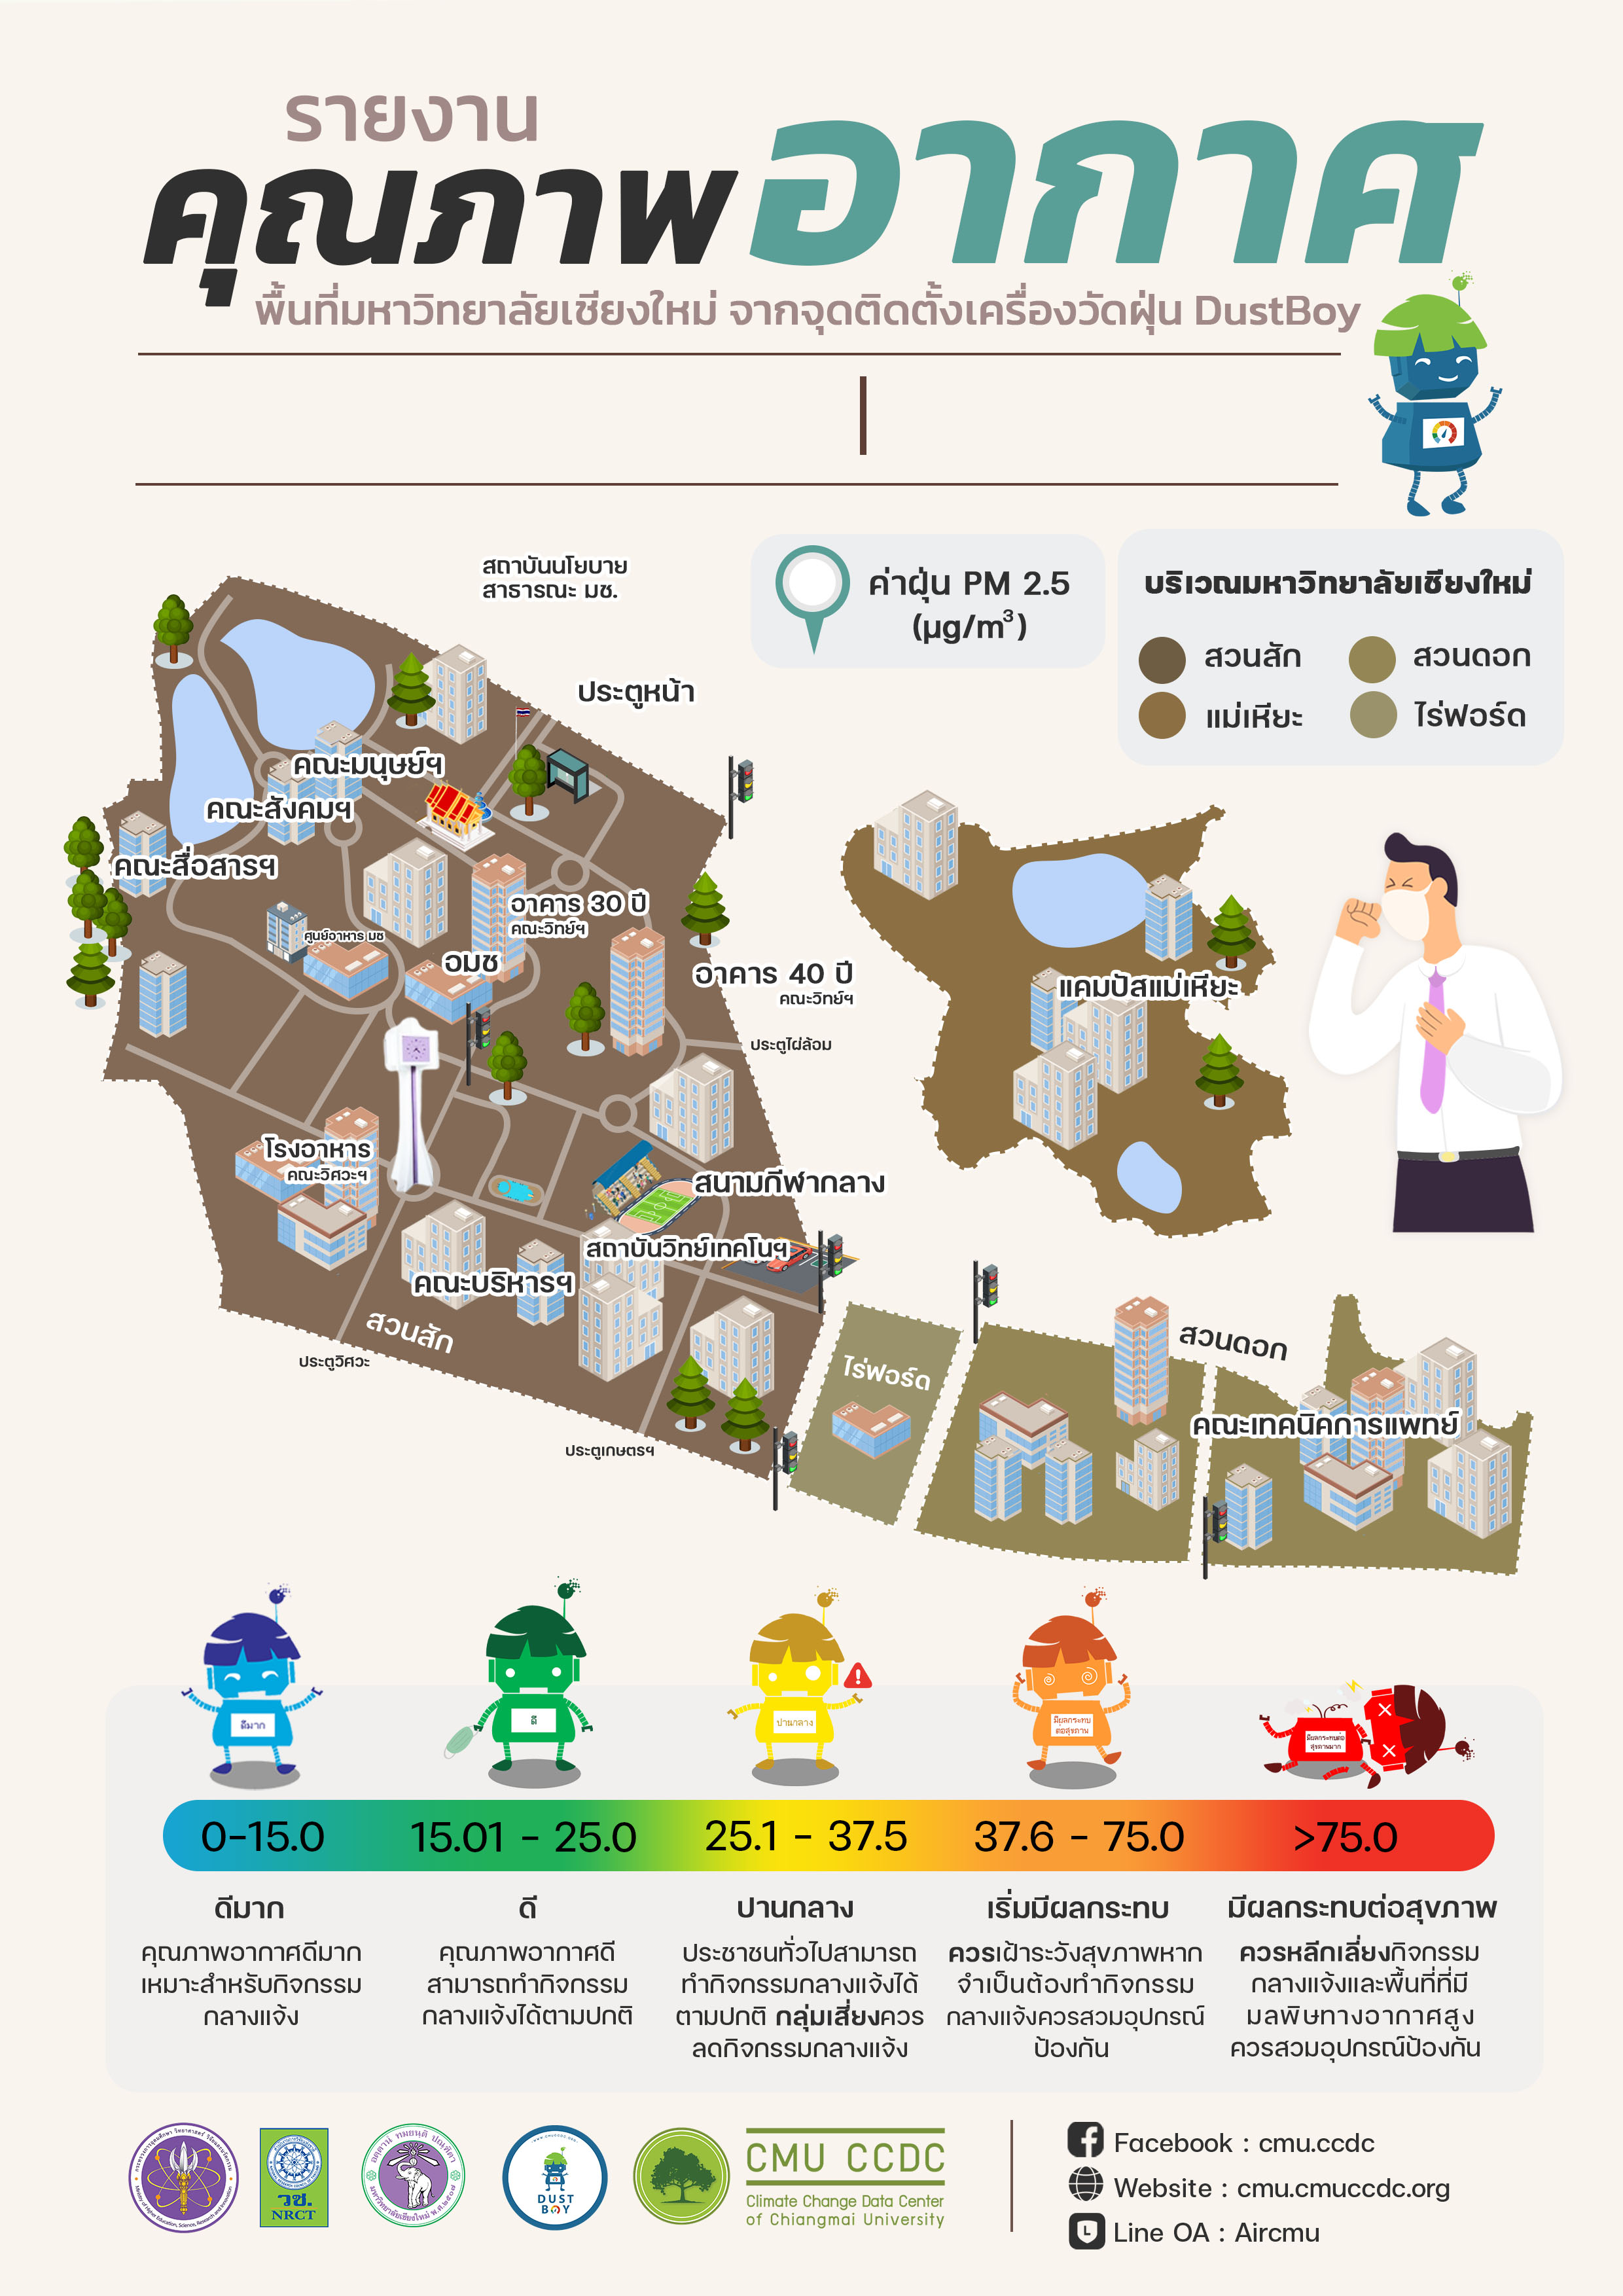 รายงาน
คุณภาพอากาศ
พื้นที่มหาวิทยาลัยเชียงใหม่ จากจุดติดตั้งเครื่องวัดฝุ่น DustBoy
ค่าฝุ่น PM 2.5
(µg/m³)
บริเวณมหาวิทยาลัยเชียงใหม่
สวนสัก
สวนดอก
แม่เหียะ
ไร่ฟอร์ด
สถาบันนโยบาย
สาธารณะ มช.
ประตูหน้า
คณะมนุษย์ฯ
คณะสังคมฯ
คณะสื่อสารฯ
อาคาร 30 ปี
คณะวิทย์ฯ
ศูนย์อาหาร มช
อมช
อาคาร 40 ปี
คณะวิทย์ฯ
ประตูไผ่ล้อม
แคมปัสแม่เหียะ
โรงอาหาร
คณะวิศวะฯ
สนามกีฬากลาง
สถาบันวิทย์เทคโนฯ
คณะบริหารฯ
สวนสัก
ประตูวิศวะ
ประตูเกษตรฯ
ไร่ฟอร์ด
สวนดอก
คณะเทคนิคการแพทย์
ดีมาก
ดี
ปานกลาง
มีผลกระทบ
ต่อสุขภาพ
มีผลกระทบต่อ
สุขภาพมาก
0-15.0
15.01 - 25.0
25.1 - 37.5
37.6 - 75.0
>75.0
ดีมาก
คุณภาพอากาศดีมาก
เหมาะสำหรับกิจกรรม
กลางแจ้ง
ดี
คุณภาพอากาศดี
สามารถทำกิจกรรม
กลางแจ้งได้ตามปกติ
ปานกลาง
ประชาชนทั่วไปสามารถ
ทำกิจกรรมกลางแจ้งได้
ตามปกติ กลุ่มเสี่ยงควร
ลดกิจกรรมกลางแจ้ง
เริ่มมีผลกระทบ
ควรเฝ้าระวังสุขภาพหาก
จำเป็นต้องทำกิจกรรม
กลางแจ้งควรสวมอุปกรณ์
ป้องกัน
มีผลกระทบต่อสุขภาพ
ควรหลีกเลี่ยงกิจกรรม
กลางแจ้งและพื้นที่ที่มี
มลพิษทางอากาศสูง
ควรสวมอุปกรณ์ป้องกัน
วช.
NRCT
DUST
BOY
CMU CCDC
Climate Change Data Center
of Chiangmai University
Facebook : cmu.ccdc
Website : cmu.cmuccdc.org
Line OA : Aircmu